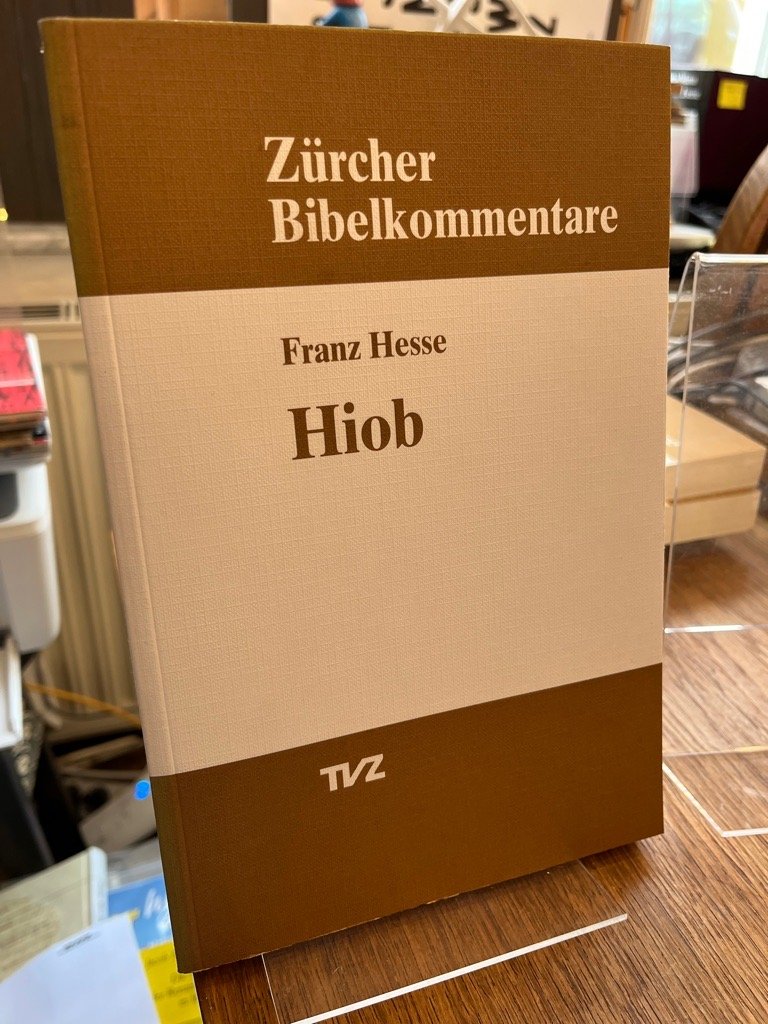 Zürcher
Bibelkommentare
Franz Hesse
Hiob
TVZ